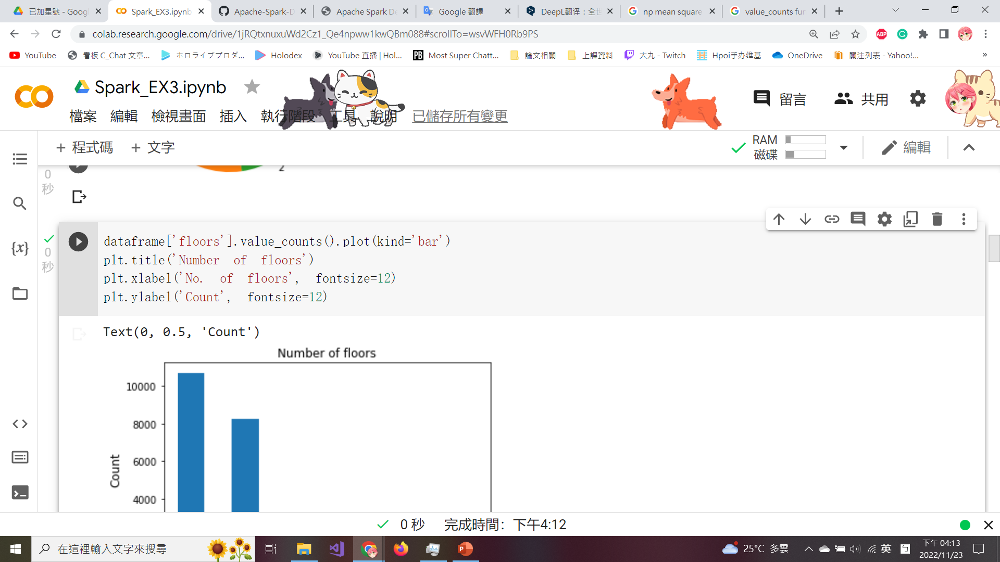 已加星號 - Googl
Spark_EX3.ipynb
Apache-Spark-D
Apache Spark De
Google 翻譯
DeepL翻译：全世
np mean square
value_counts fun
colab.research.google.com/drive/1jRQtxnuxuWd2Cz1_Qe4npww1kwQBm088#scrollTo=wsvWFH0Rb9PS
ABP
YouTube
看板 C_Chat 文章...
ホロライブプロダ...
Holodex
YouTube 直播 | Hol...
PB
Most Super Chatt...
論文相關
上課資料
大丸 - Twitch
Hpoi手办维基
OneDrive
關注列表 - Yahoo!...
»
Spark_EX3.ipynb
留言
共用
檔案 編輯 檢視畫面 插入 執行階段 工具 說明 已儲存所有變更
+ 程式碼 + 文字
RAM
磁碟
編輯
0
秒
2
{x}
0
秒
dataframe['floors'].value_counts().plot(kind='bar')
plt.title('Number of floors')
plt.xlabel('No. of floors', fontsize=12)
plt.ylabel('Count', fontsize=12)
Text(0, 0.5, 'Count')
Number of floors
10000
8000
6000
4000
Count
0 秒 完成時間：下午4:12
在這裡輸入文字來搜尋
25°C 多雲
英
下午 04:13
2022/11/23